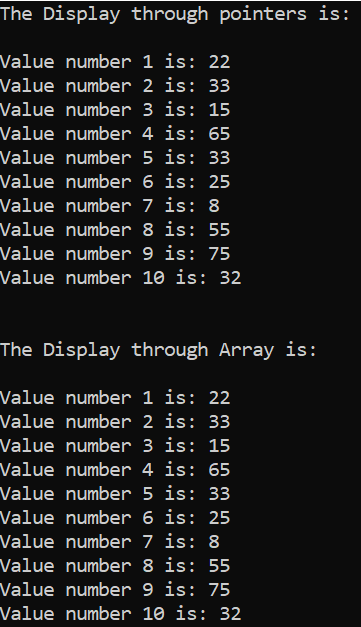 The Display through pointers is:
Value number 1 is: 22
Value number 2 is: 33
Value number 3 is: 15
Value number 4 is: 65
Value number 5 is: 33
Value number 6 is: 25
Value number 7 is: 8
Value number 8 is: 55
Value number 9 is: 75
Value number 10 is: 32
The Display through Array is:
Value number 1 is: 22
Value number 2 is: 33
Value number 3 is: 15
Value number 4 is: 65
Value number 5 is: 33
Value number 6 is: 25
Value number 7 is: 8
Value number 8 is: 55
Value number 9 is: 75
Value number 10 is: 32